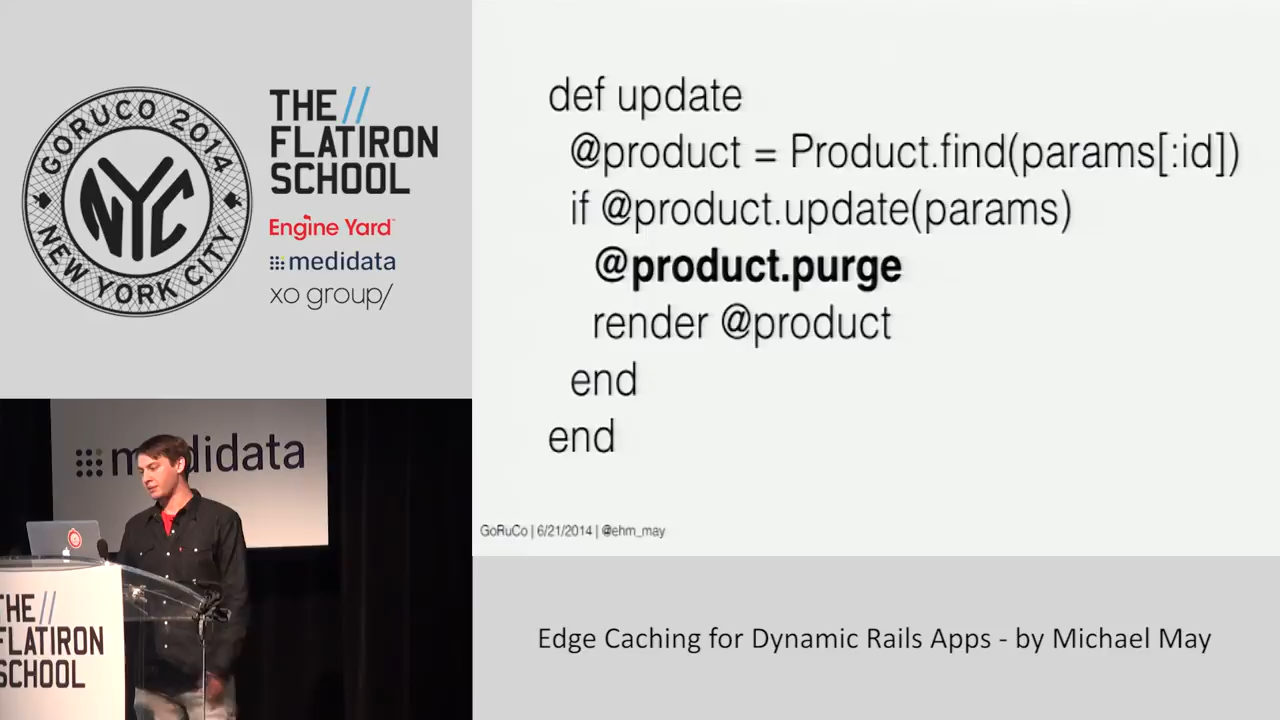 GORUCO 2014
NYC
NEW YORK CITY
THE//
FLATIRON
SCHOOL
Engine Yard
medidata
xo group/
def update
@product = Product.find(params[:id])
if @product.update(params)
@product.purge
render @product
end
end
GoRuCo | 6/21/2014 | @ehm_may
medidata
THE//
FLATIRON
SCHOOL
Edge Caching for Dynamic Rails Apps - by Michael May